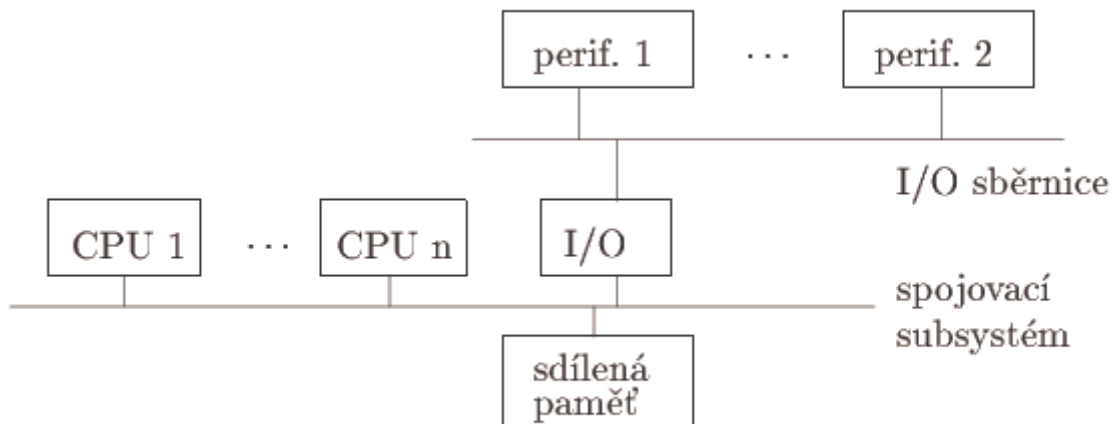 perif. 1 ... perif. 2
I/O sběrnice
CPU 1 ... CPU n I/O
spojovací
subsystém
sdílená
paměť